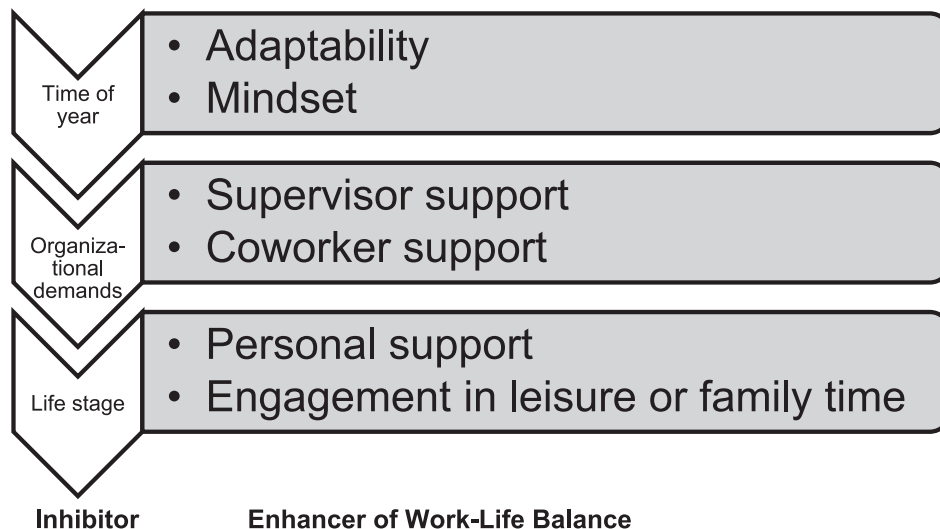 Time of
year
• Adaptability
• Mindset
Organiza-
tional
demands
• Supervisor support
• Coworker support
Life stage
• Personal support
• Engagement in leisure or family time
Inhibitor
Enhancer of Work-Life Balance